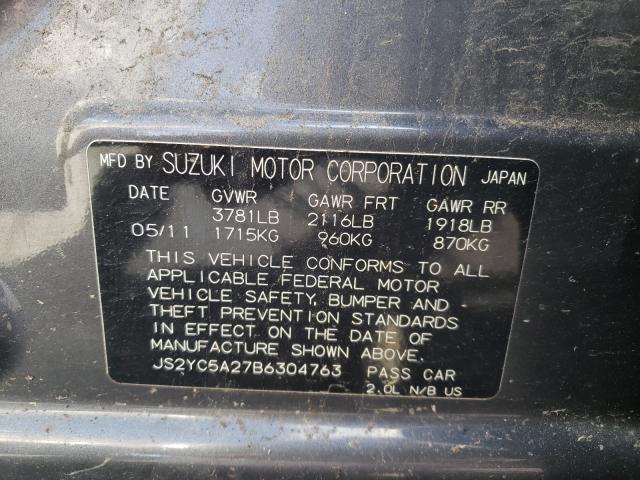 MFD BY SUZUKI MOTOR CORPORATION JAPAN
DATE GVWR GAWR FRT GAWR RR
3781LB 2116LB 1918LB
05/11 1715KG 960KG 870KG
THIS VEHICLE CONFORMS TO ALL
APPLICABLE FEDERAL MOTOR
VEHICLE SAFETY, BUMPER AND
THEFT PREVENTION STANDARDS
IN EFFECT ON THE DATE OF
MANUFACTURE SHOWN ABOVE.
JS2YC5A27B6304763 PASS CAR
2.0L N/B US